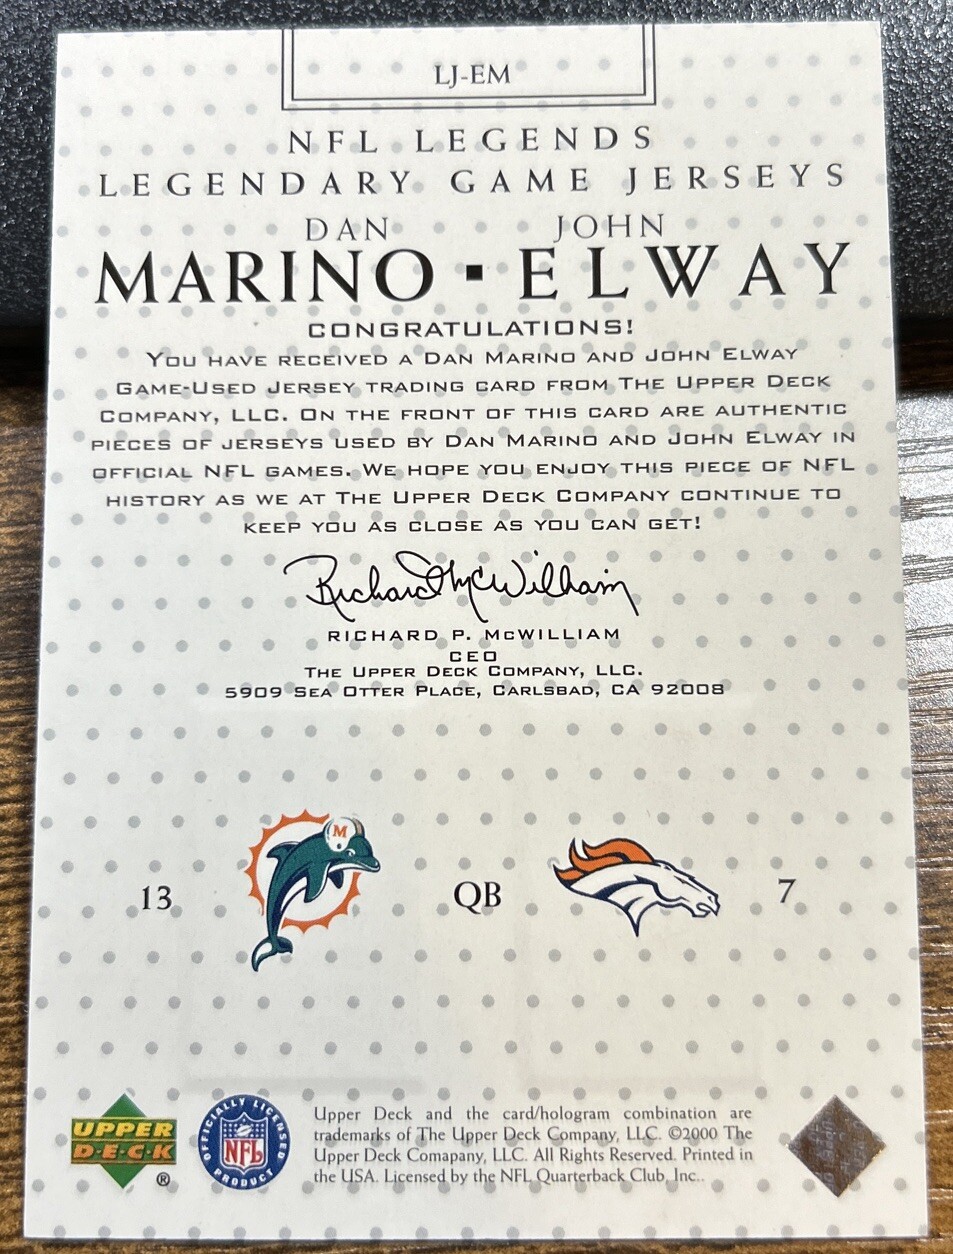 LJ-EM
NFL LEGENDS
LEGENDARY GAME JERSEYS
DAN JOHN
MARINO ▪ ELWAY
CONGRATULATIONS!
YOU HAVE RECEIVED A DAN MARINO AND JOHN ELWAY
GAME-USED JERSEY TRADING CARD FROM THE UPPER DECK
COMPANY, LLC. ON THE FRONT OF THIS CARD ARE AUTHENTIC
PIECES OF JERSEYS USED BY DAN MARINO AND JOHN ELWAY IN
OFFICIAL NFL GAMES. WE HOPE YOU ENJOY THIS PIECE OF NFL
HISTORY AS WE AT THE UPPER DECK COMPANY CONTINUE TO
KEEP YOU AS CLOSE AS YOU CAN GET!
Richard McWilliam
RICHARD P. McWILLIAM
CEO
THE UPPER DECK COMPANY, LLC.
5909 SEA OTTER PLACE, CARLSBAD, CA 92008
M
13 QB 7
UPPER
DECK
®
OFFICIALLY LICENSED
NFL
PRODUCT
Upper Deck and the card/hologram combination are
trademarks of The Upper Deck Company, LLC. ©2000 The
Upper Deck Comapany, LLC. All Rights Reserved. Printed in
the USA. Licensed by the NFL Quarterback Club, Inc..